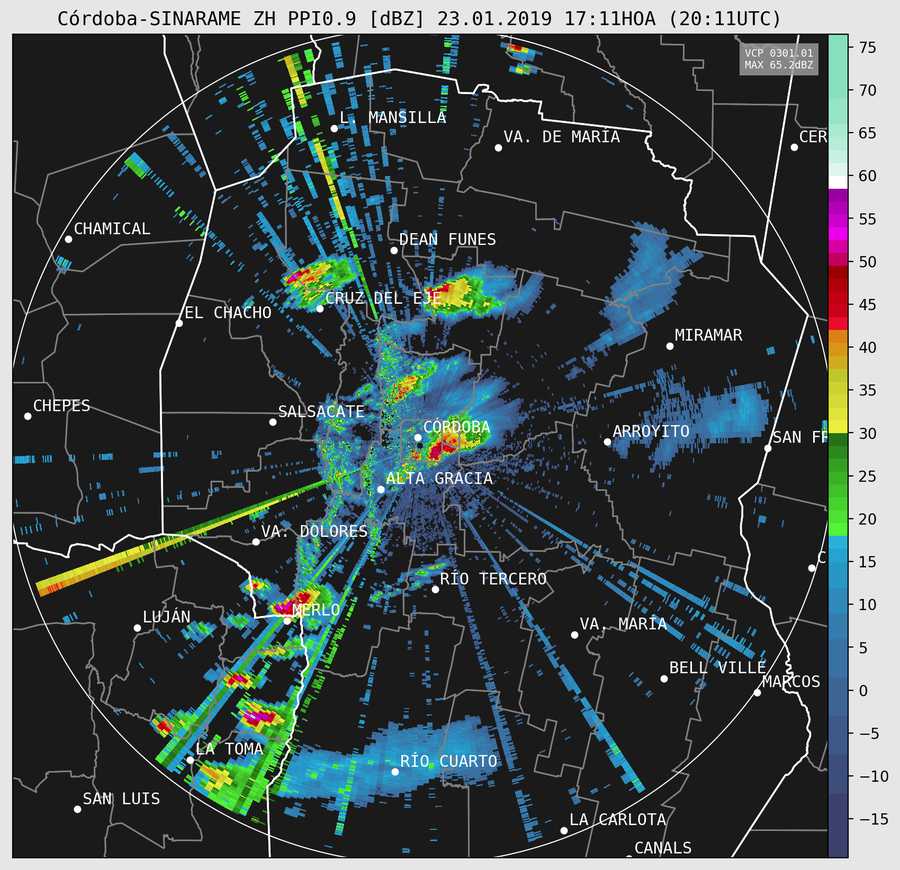 Córdoba-SINARAME ZH PPI0.9 [dBZ] 23.01.2019 17:11HOA (20:11UTC)
VCP 0301.01
MAX 65.2dBZ
75
70
65
60
55
50
45
40
35
30
25
20
15
10
5
0
−5
−10
−15
L. MANSILLA
VA. DE MARÍA
CER
CHAMICAL
DEAN FUNES
CRUZ DEL EJE
EL CHACHO
MIRAMAR
CHEPES
SALSACATE
CÓRDOBA
ARROYITO
SAN FR
ALTA GRACIA
VA. DOLORES
C
RÍO TERCERO
LUJÁN
MERLO
VA. MARÍA
BELL VILLE
MARCOS
LA TOMA
RÍO CUARTO
SAN LUIS
LA CARLOTA
CANALS